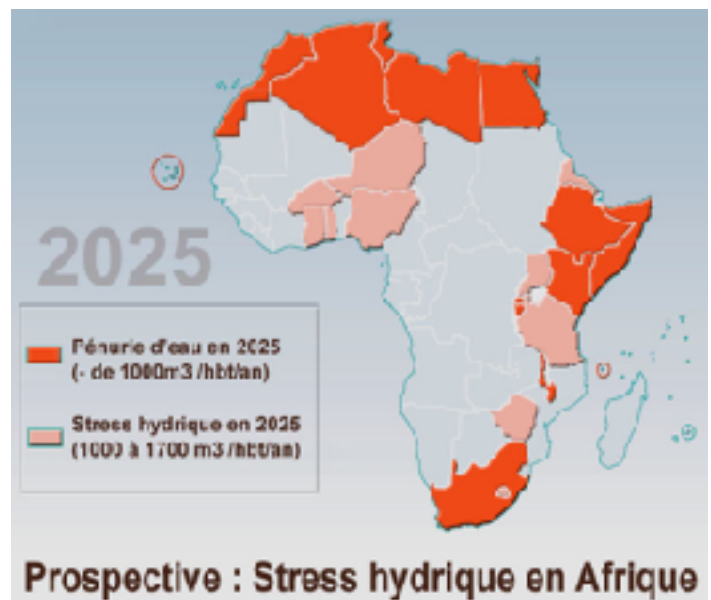 2025
Pénurie d'eau en 2025
(- de 1000m3 /hbt/an)
Stress hydrique en 2025
(1000 à 1700 m3 /hbt/an)
Prospective : Stress hydrique en Afrique